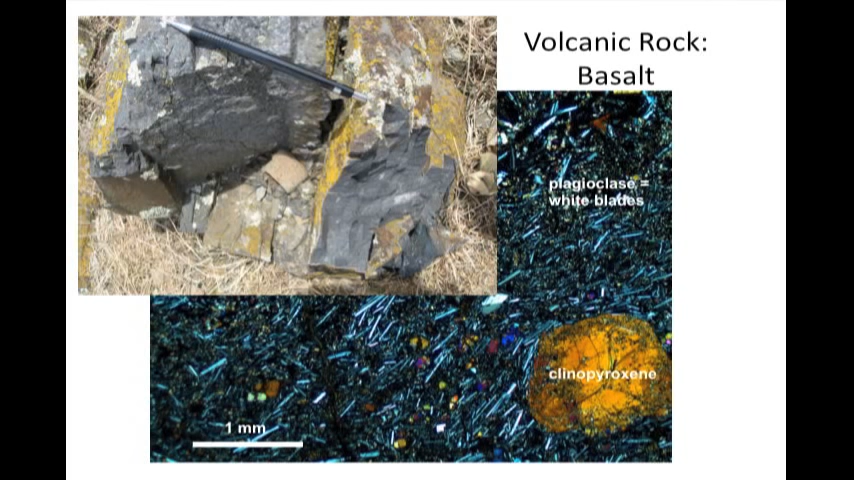 Volcanic Rock:
Basalt
plagioclase =
white blades
clinopyroxene
1 mm